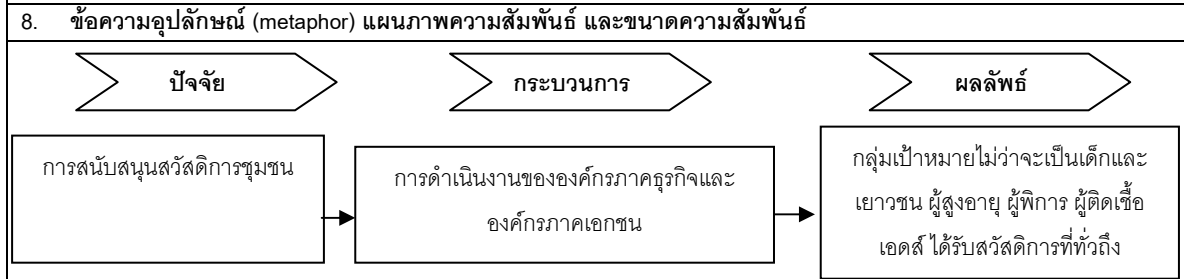 8. ข้อความอุปลักษณ์ (metaphor) แผนภาพความสัมพันธ์ และขนาดความสัมพันธ์
ปัจจัย
กระบวนการ
ผลลัพธ์
การสนับสนุนสวัสดิการชุมชน
การดำเนินงานขององค์กรภาคธุรกิจและ
องค์กรภาคเอกชน
กลุ่มเป้าหมายไม่ว่าจะเป็นเด็กและ
เยาวชน ผู้สูงอายุ ผู้พิการ ผู้ติดเชื้อ
เอดส์ ได้รับสวัสดิการที่ทั่วถึง